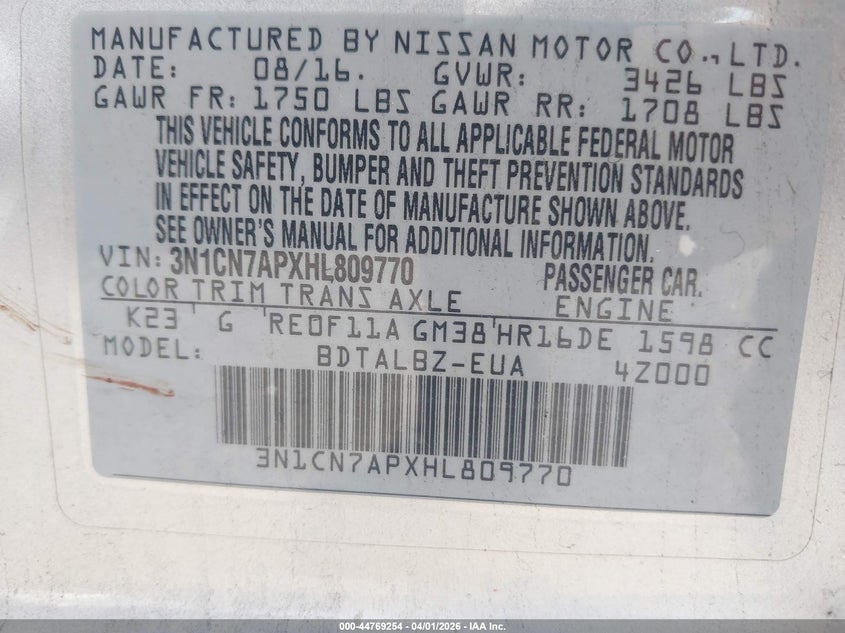 MANUFACTURED BY NISSAN MOTOR CO., LTD.
DATE: 08/16. GVWR: 3426 LBS
GAWR FR: 1750 LBS GAWR RR: 1708 LBS
THIS VEHICLE CONFORMS TO ALL APPLICABLE FEDERAL MOTOR
VEHICLE SAFETY, BUMPER AND THEFT PREVENTION STANDARDS
IN EFFECT ON THE DATE OF MANUFACTURE SHOWN ABOVE.
SEE OWNER'S MANUAL FOR ADDITIONAL INFORMATION.
VIN: 3N1CN7APXHL809770 PASSENGER CAR.
COLOR TRIM TRANS AXLE ENGINE
K23 G RE0F11A GM38 HR16DE 1598 CC
MODEL: BDTALBZ-EUA 4Z000
3N1CN7APXHL809770
000-44769254 | 04/01/2026 | IAA Inc.